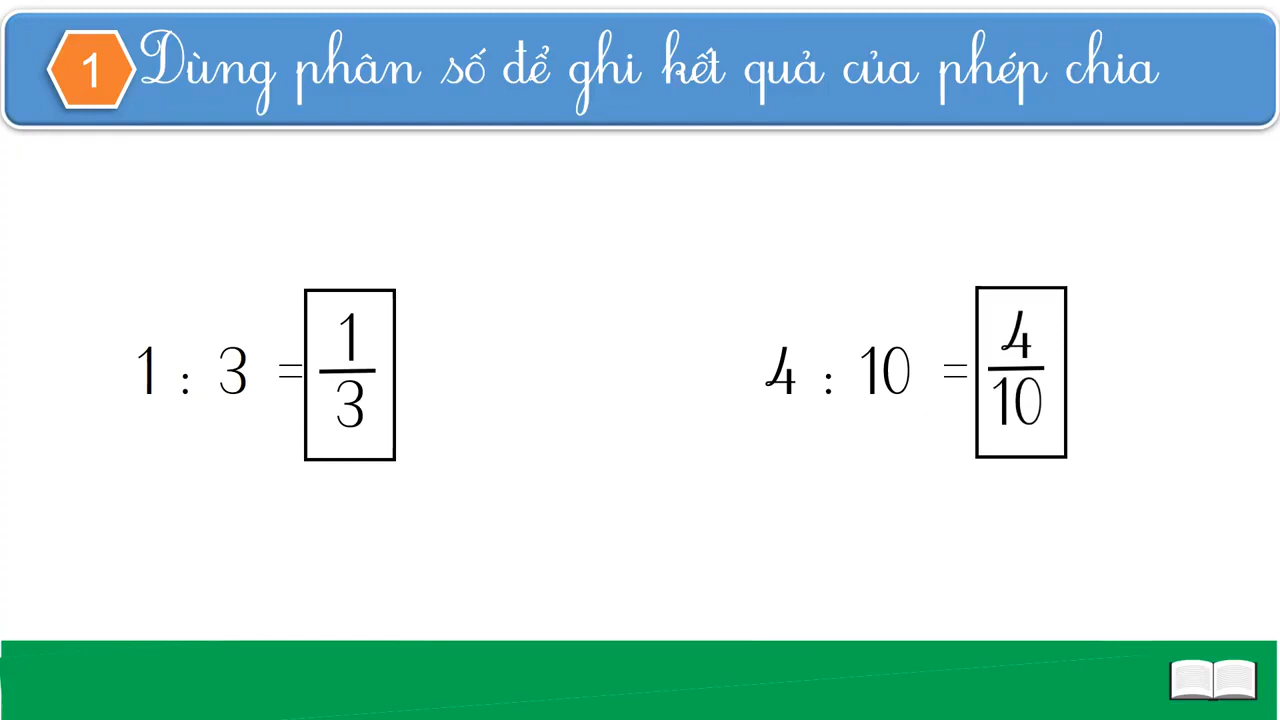 1 Dùng phân số để ghi kết quả của phép chia
1 : 3 = 1/3
4 : 10 = 4/10